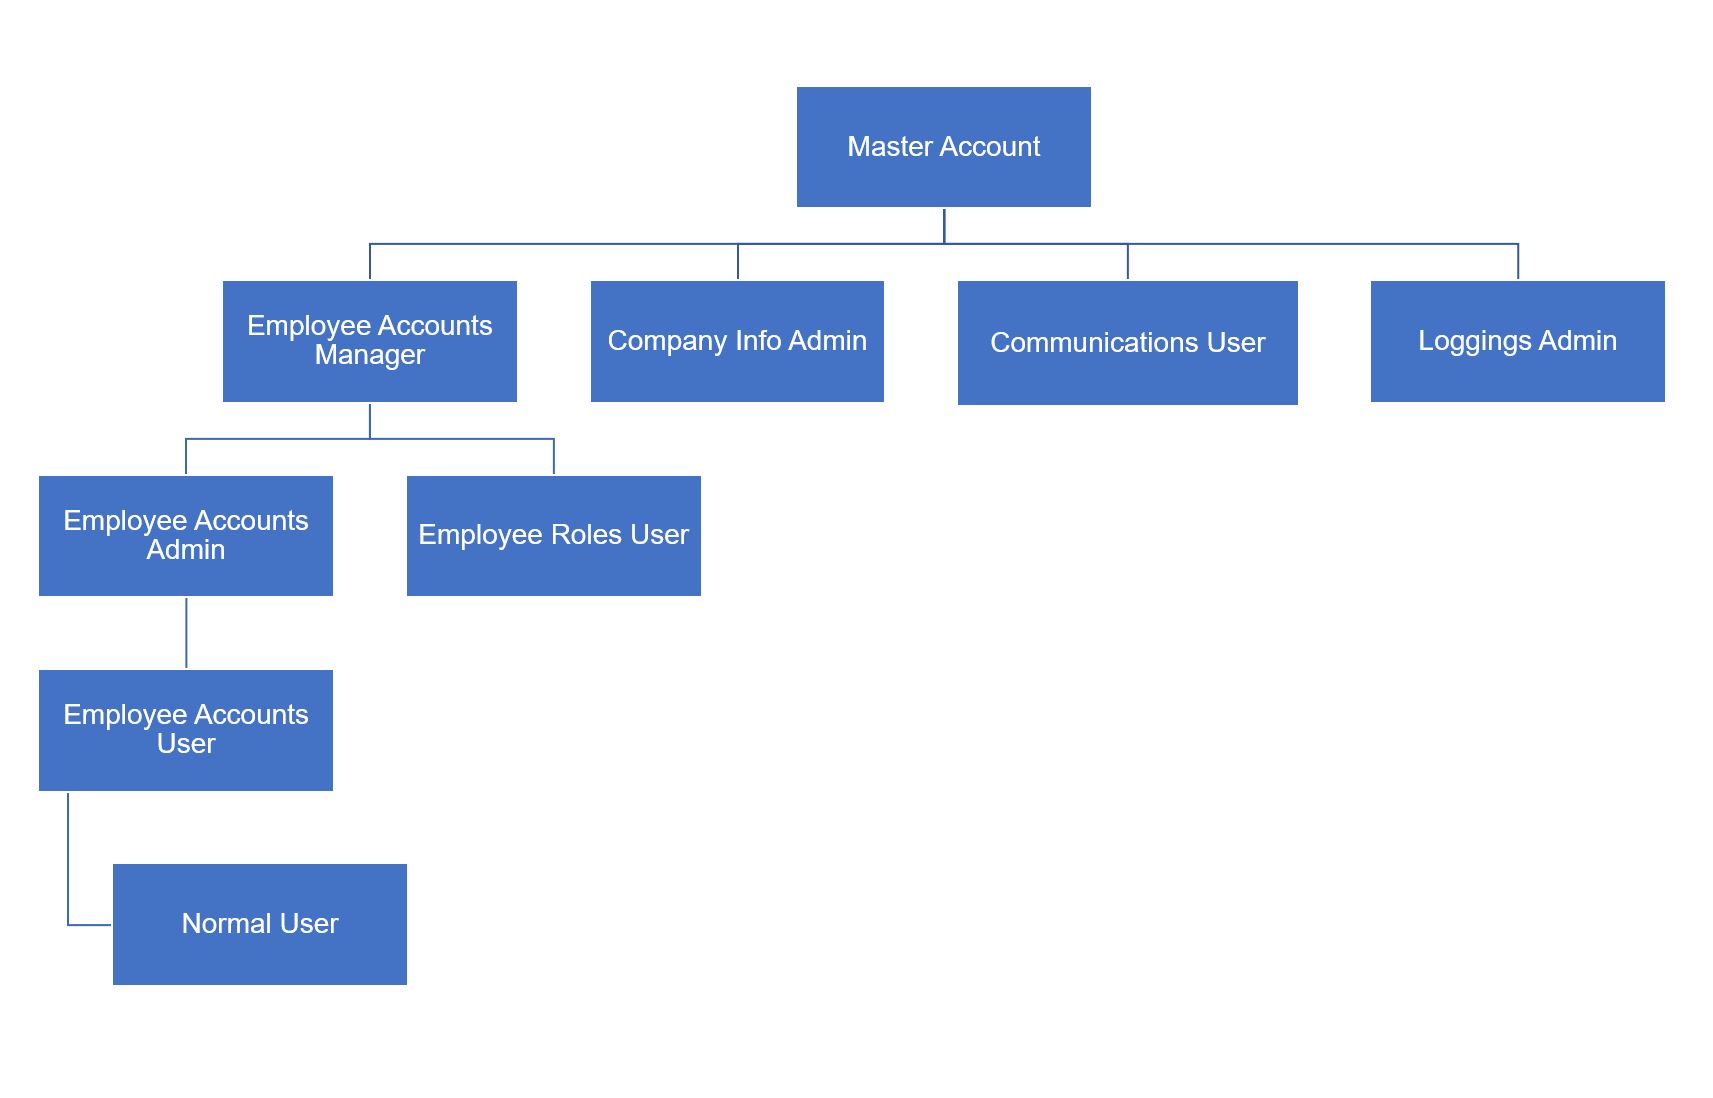 Master Account
Employee Accounts
Manager
Company Info Admin
Communications User
Loggings Admin
Employee Accounts
Admin
Employee Roles User
Employee Accounts
User
Normal User